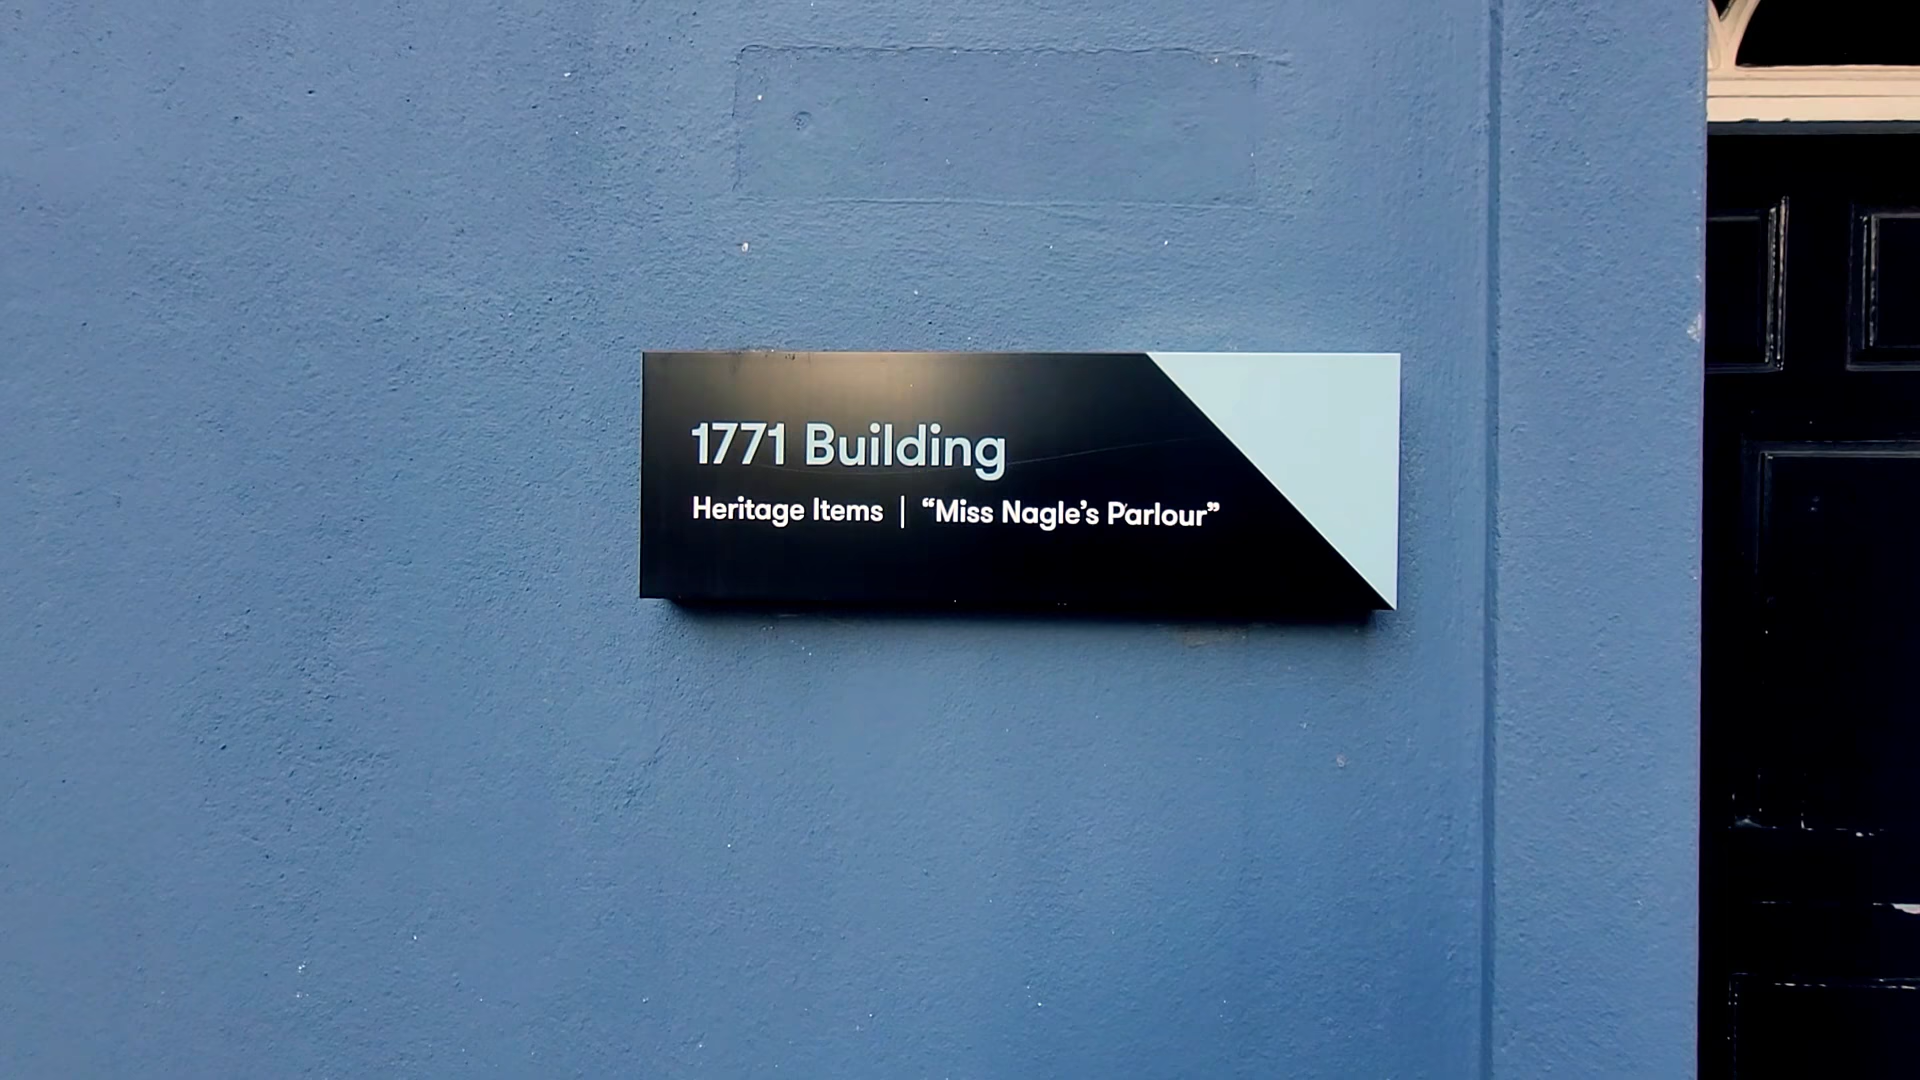 1771 Building
Heritage Items | “Miss Nagle’s Parlour”